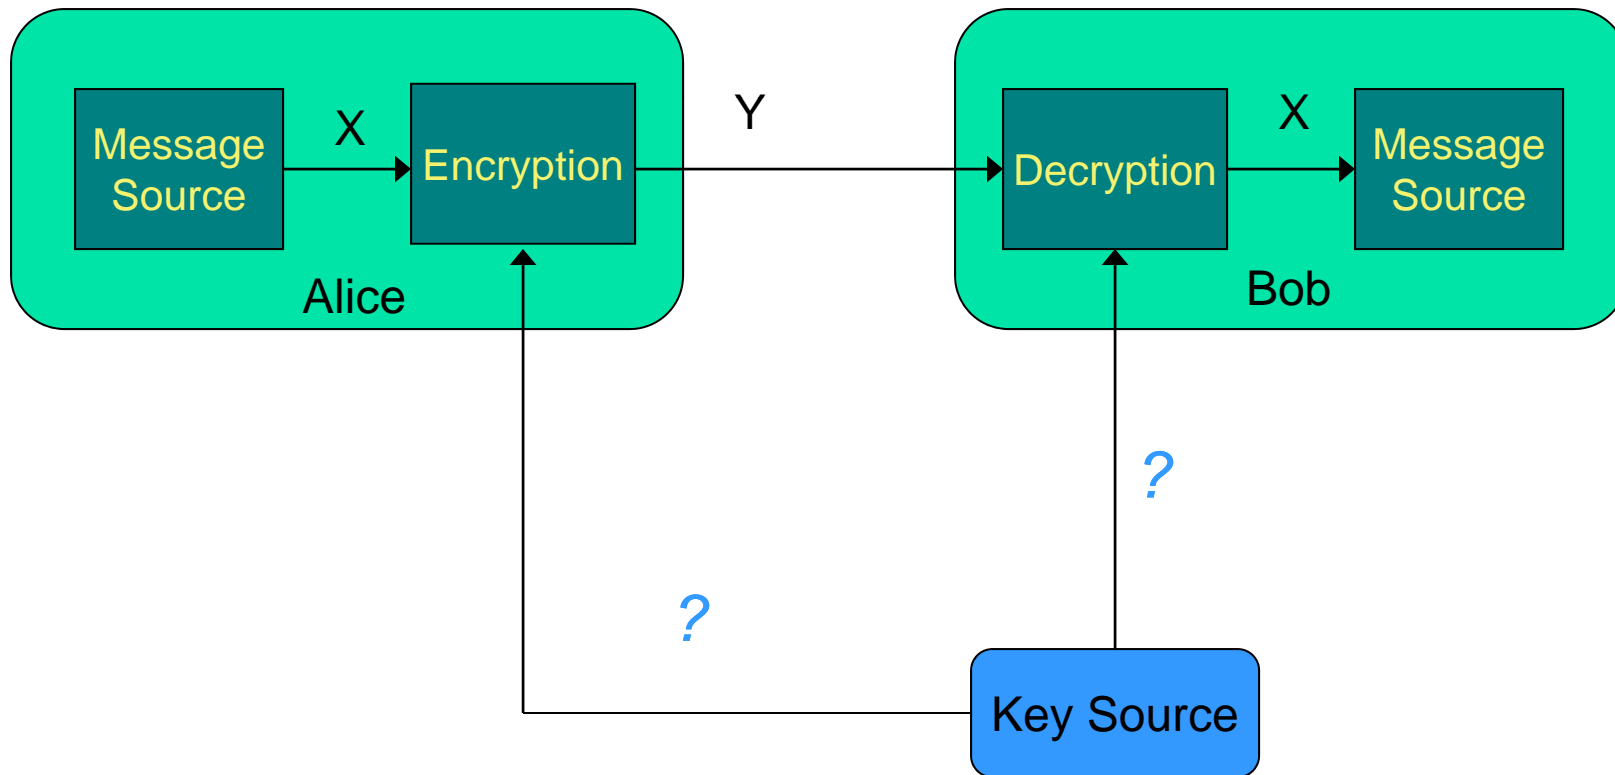 Message
Source
X
Encryption
Y
Decryption
X
Message
Source
Alice
Bob
?
?
Key Source